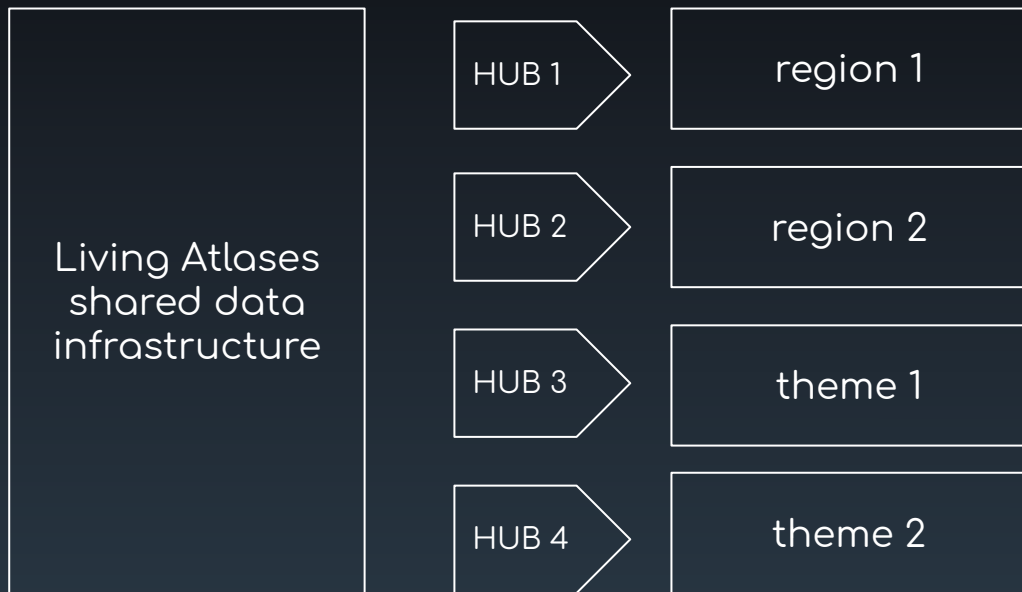 Living Atlases
shared data
infrastructure
HUB 1
region 1
HUB 2
region 2
HUB 3
theme 1
HUB 4
theme 2